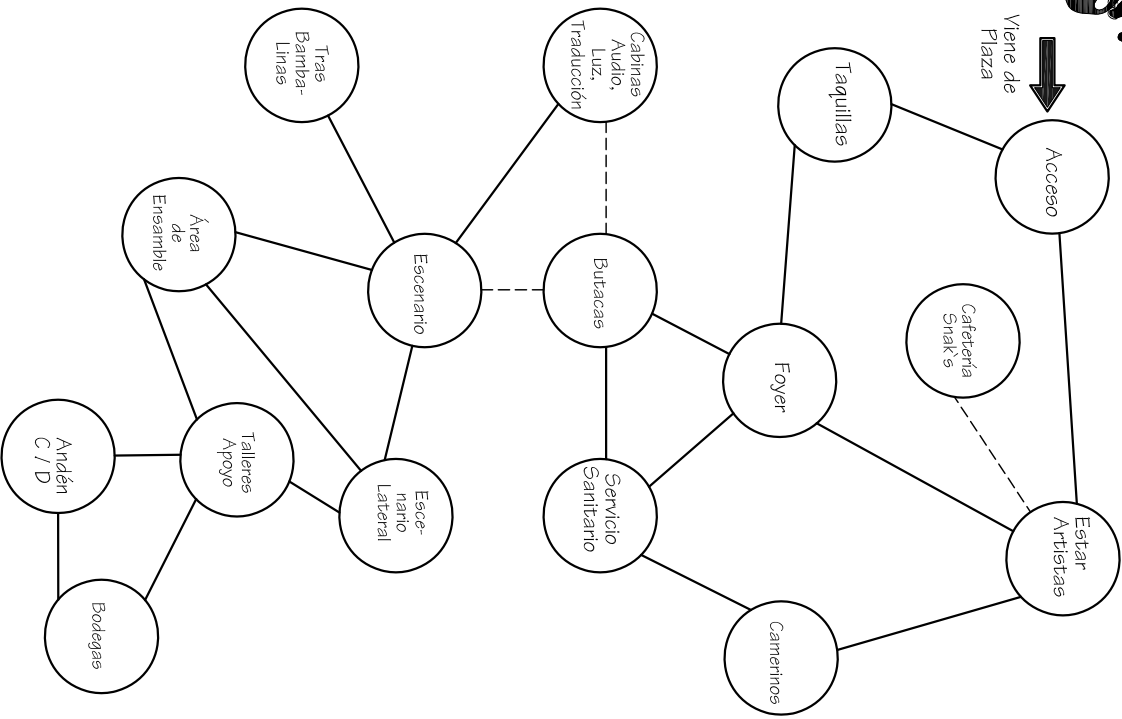 Viene de
Plaza
Acceso
Taquillas
Cafetería
Snak`s
Estar
Artistas
Foyer
Camerinos
Cabinas
Audio,
Luz,
Traducción
Butacas
Servicio
Sanitario
Tras
Bamba-
Linas
Escenario
Esce-
nario
Lateral
Área
de
Ensamble
Talleres
Apoyo
Andén
C / D
Bodegas